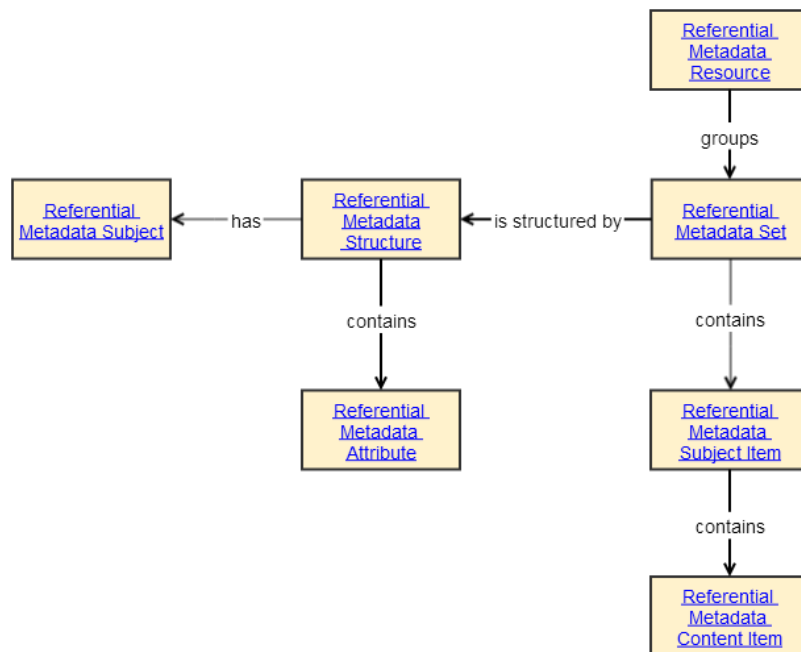 Referential
Metadata
Resource
groups
Referential
Metadata Subject
has
Referential
Metadata
Structure
is structured by
Referential
Metadata Set
contains
contains
Referential
Metadata
Attribute
Referential
Metadata
Subject Item
contains
Referential
Metadata
Content Item